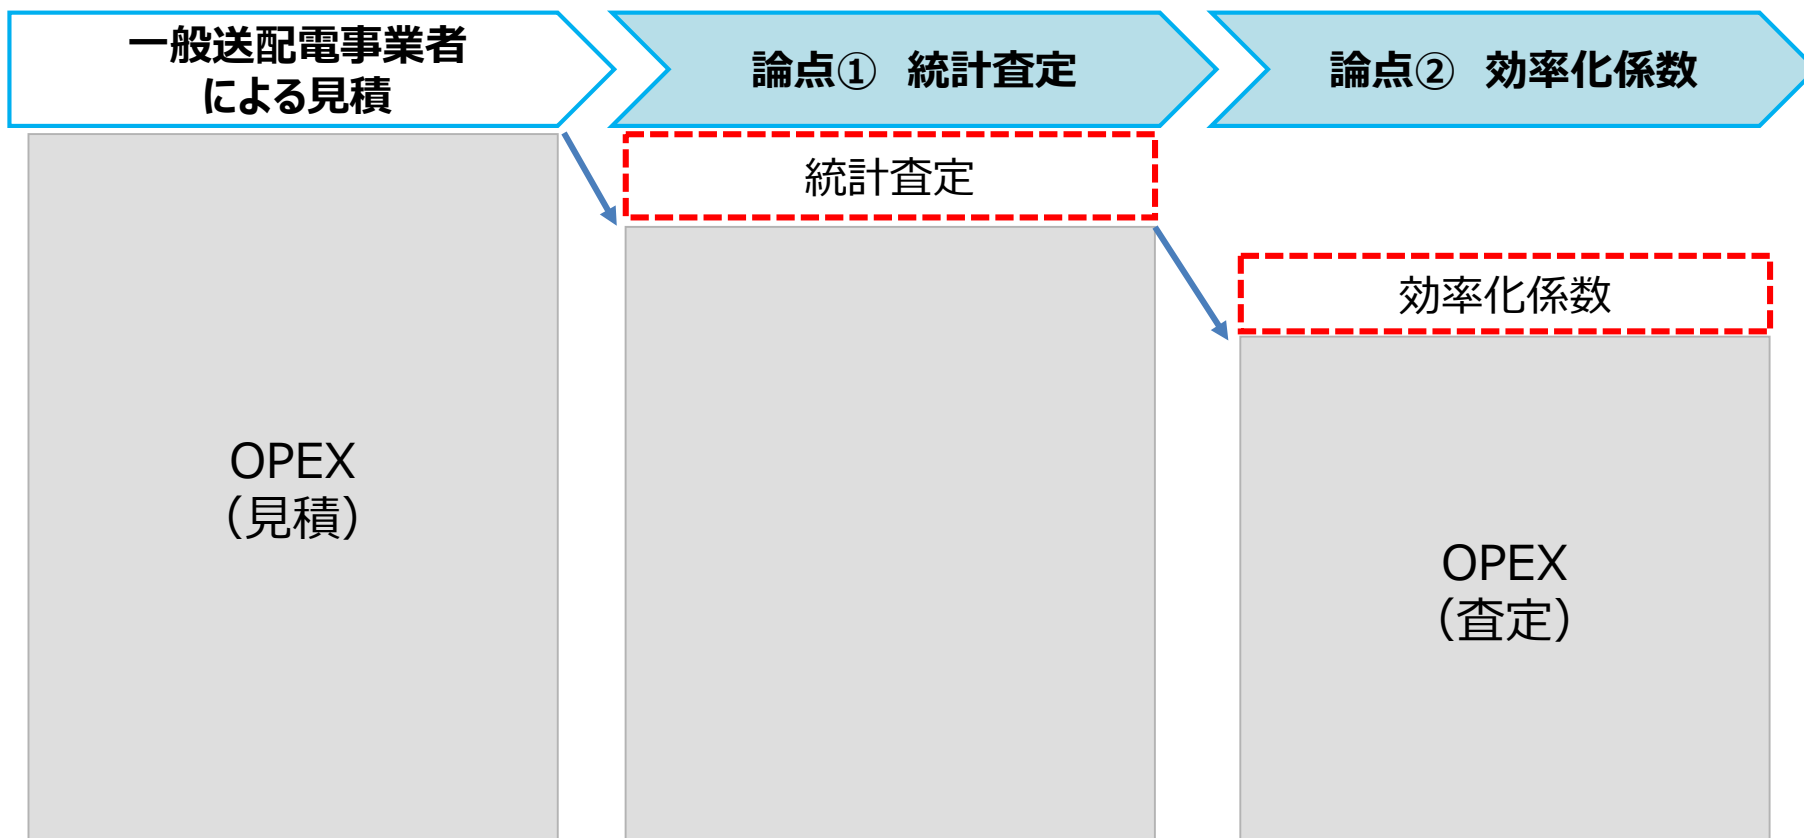 一般送配電事業者
による見積
論点① 統計査定
論点② 効率化係数
統計査定
効率化係数
OPEX
（見積）
OPEX
（査定）